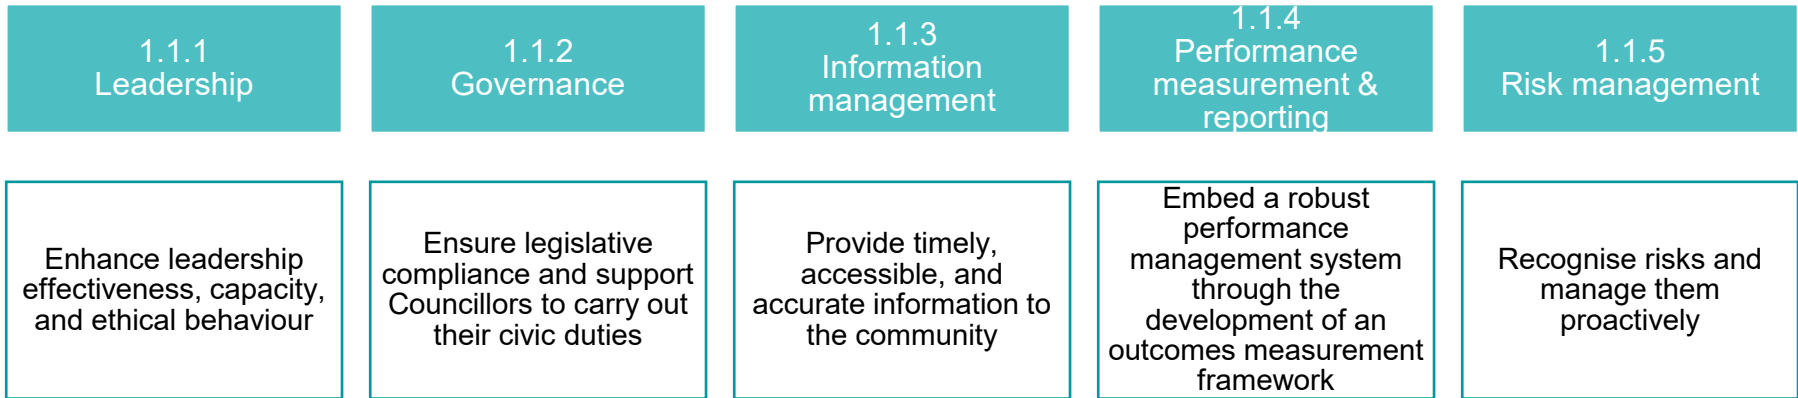 1.1.1
Leadership
1.1.2
Governance
1.1.3
Information
management
1.1.4
Performance
measurement &
reporting
1.1.5
Risk management
Enhance leadership
effectiveness, capacity,
and ethical behaviour
Ensure legislative
compliance and support
Councillors to carry out
their civic duties
Provide timely,
accessible, and
accurate information to
the community
Embed a robust
performance
management system
through the
development of an
outcomes measurement
framework
Recognise risks and
manage them
proactively